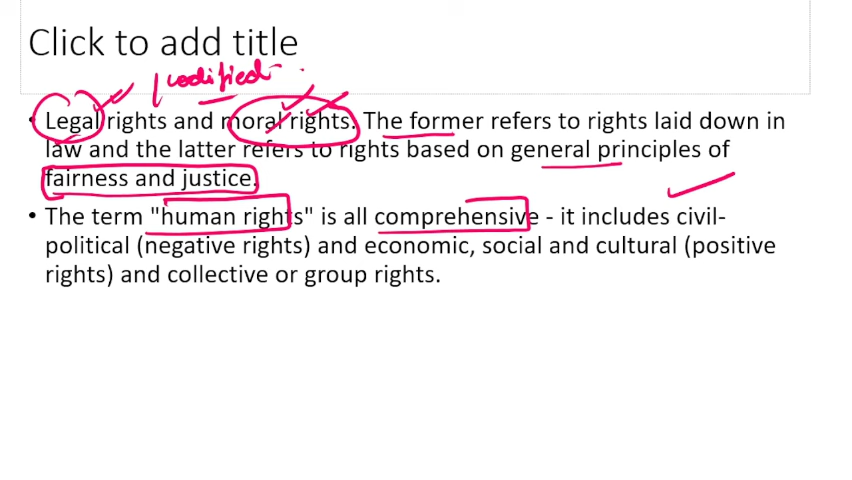 Click to add title
codified
• Legal rights and moral rights. The former refers to rights laid down in
law and the latter refers to rights based on general principles of
fairness and justice.
• The term "human rights" is all comprehensive - it includes civil-
political (negative rights) and economic, social and cultural (positive
rights) and collective or group rights.